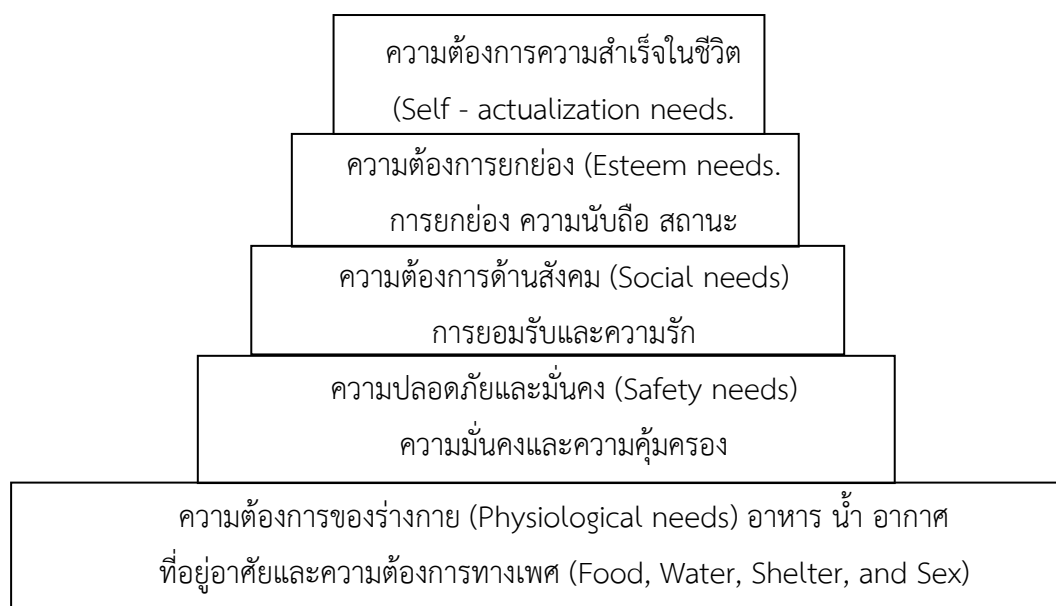 ความต้องการความสำเร็จในชีวิต
(Self - actualization needs.
ความต้องการยกย่อง (Esteem needs.
การยกย่อง ความนับถือ สถานะ
ความต้องการด้านสังคม (Social needs)
การยอมรับและความรัก
ความปลอดภัยและมั่นคง (Safety needs)
ความมั่นคงและความคุ้มครอง
ความต้องการของร่างกาย (Physiological needs) อาหาร น้ำ อากาศ
ที่อยู่อาศัยและความต้องการทางเพศ (Food, Water, Shelter, and Sex)